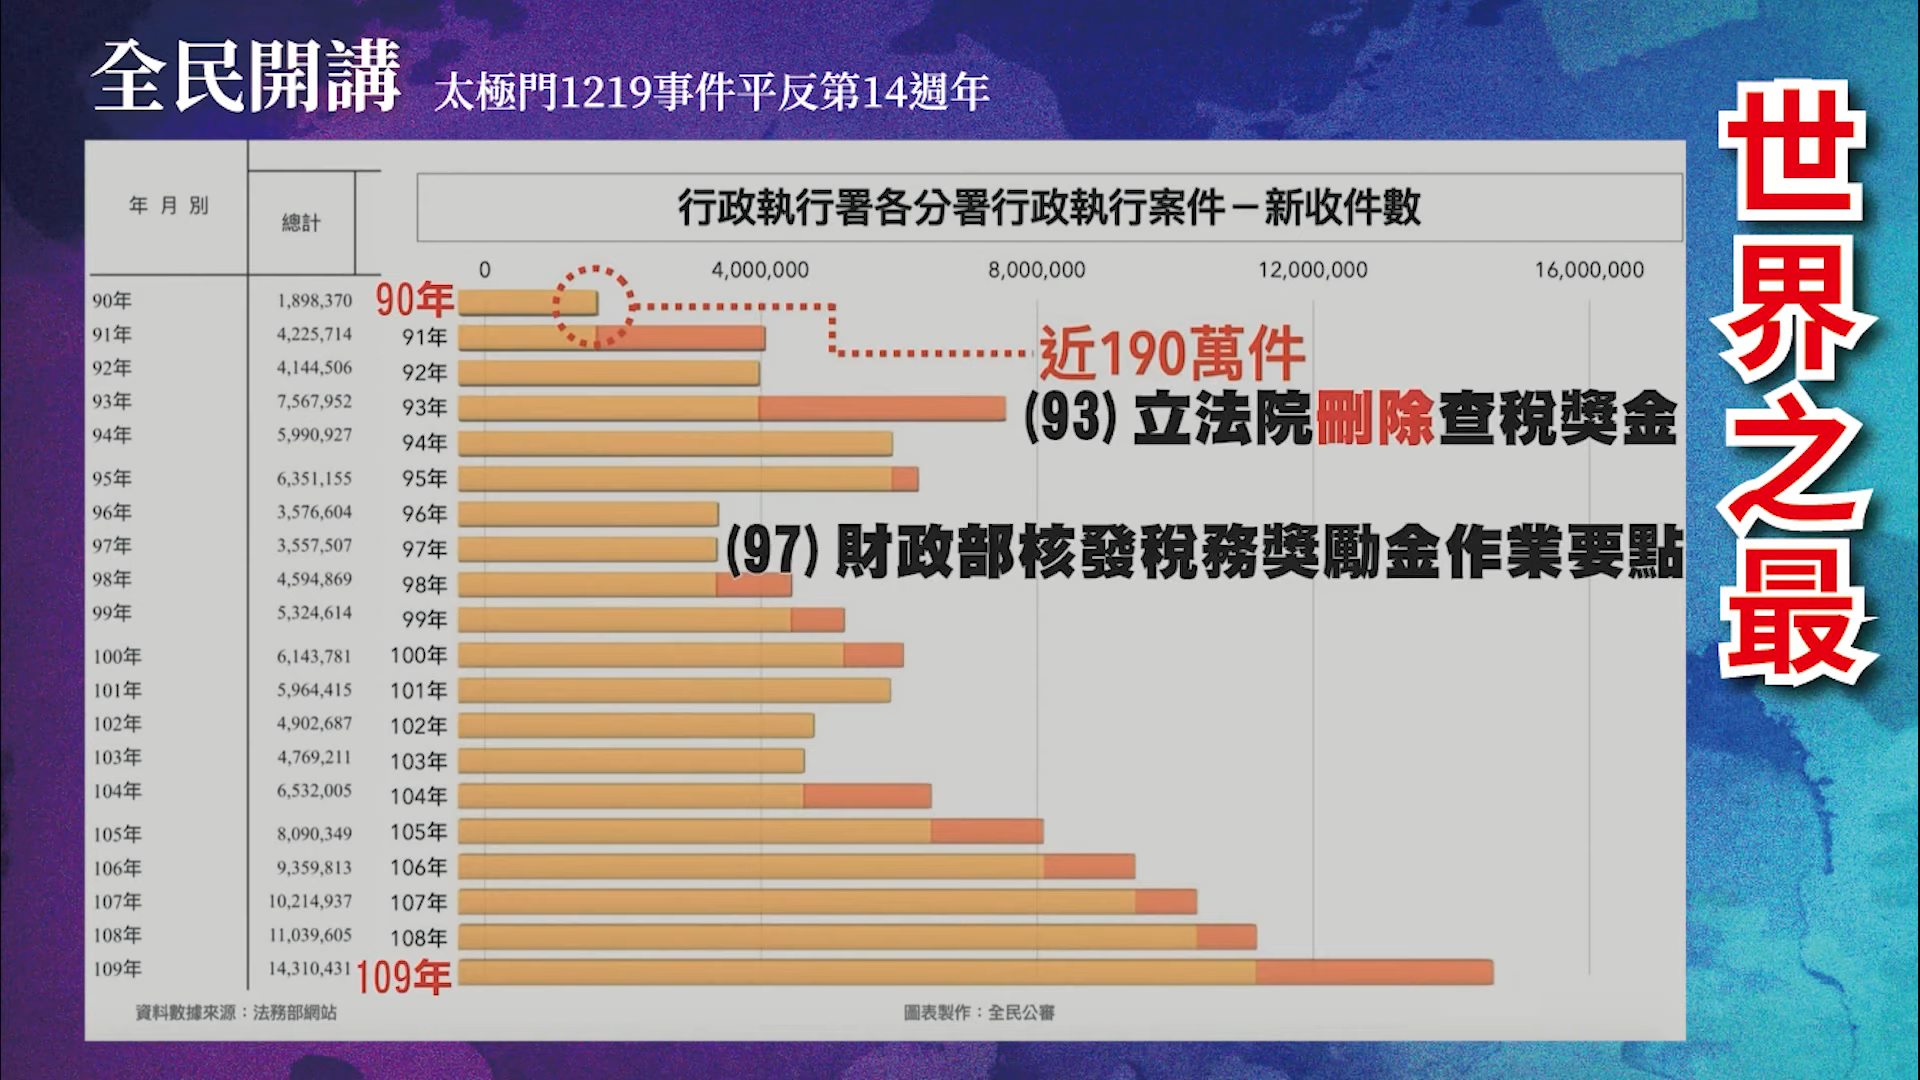 全民開講 太極門1219事件平反第14週年
世界之最
年月別 總計
90年 1,898,370
91年 4,225,714
92年 4,144,506
93年 7,567,952
94年 5,990,927
95年 6,351,155
96年 3,576,604
97年 3,557,507
98年 4,594,869
99年 5,324,614
100年 6,143,781
101年 5,964,415
102年 4,902,687
103年 4,769,211
104年 6,532,005
105年 8,090,349
106年 9,359,813
107年 10,214,937
108年 11,039,605
109年 14,310,431
行政執行署各分署行政執行案件－新收件數
0 4,000,000 8,000,000 12,000,000 16,000,000
90年
91年
近190萬件
92年
93年
(93) 立法院刪除查稅獎金
94年
95年
96年
97年
(97) 財政部核發稅務獎勵金作業要點
98年
99年
100年
101年
102年
103年
104年
105年
106年
107年
108年
109年
資料數據來源：法務部網站
圖表製作：全民公審